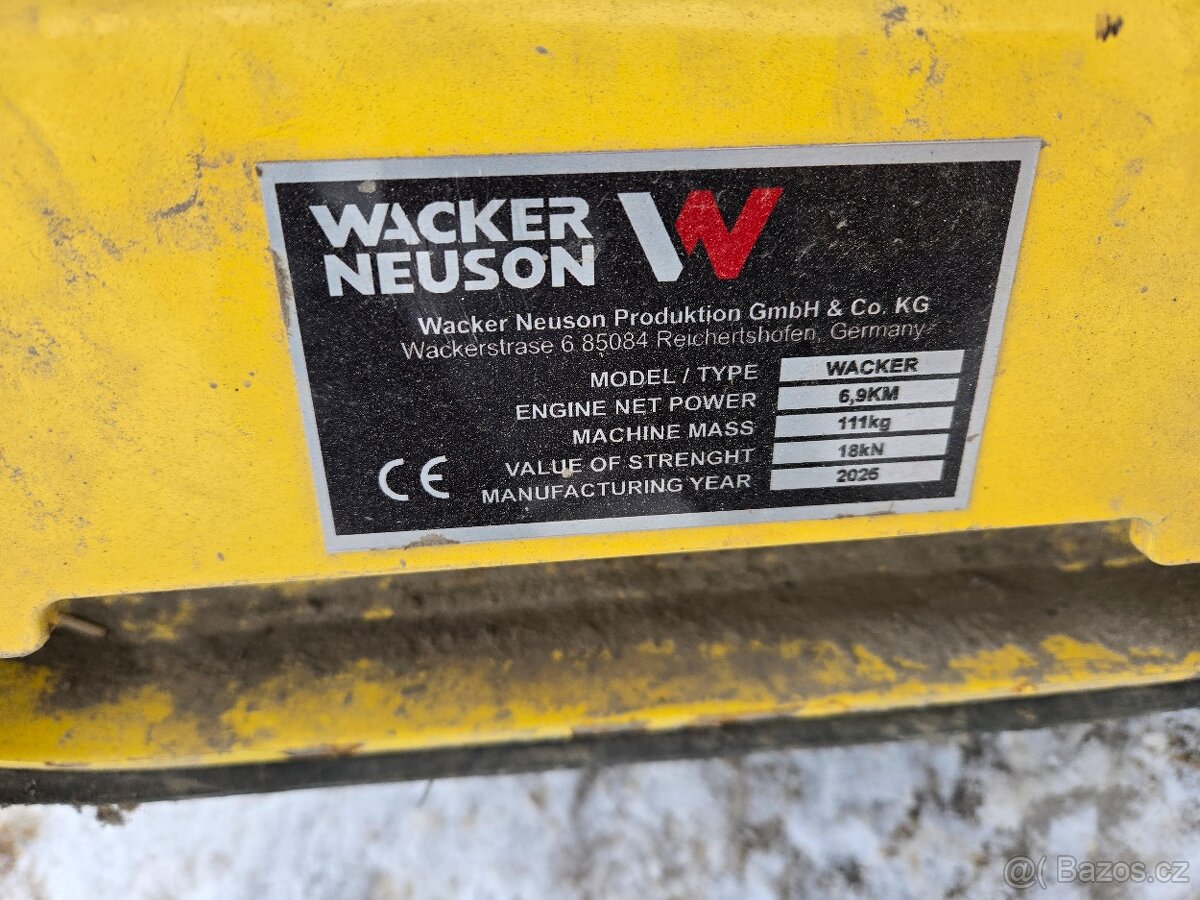 WACKER
NEUSON
Wacker Neuson Produktion GmbH & Co. KG
Wackerstrase 6 85084 Reichertshofen, Germany
MODEL / TYPE WACKER
ENGINE NET POWER 6,9KM
MACHINE MASS 111kg
VALUE OF STRENGHT 18kN
MANUFACTURING YEAR 2026
CE
@( Bazos.cz